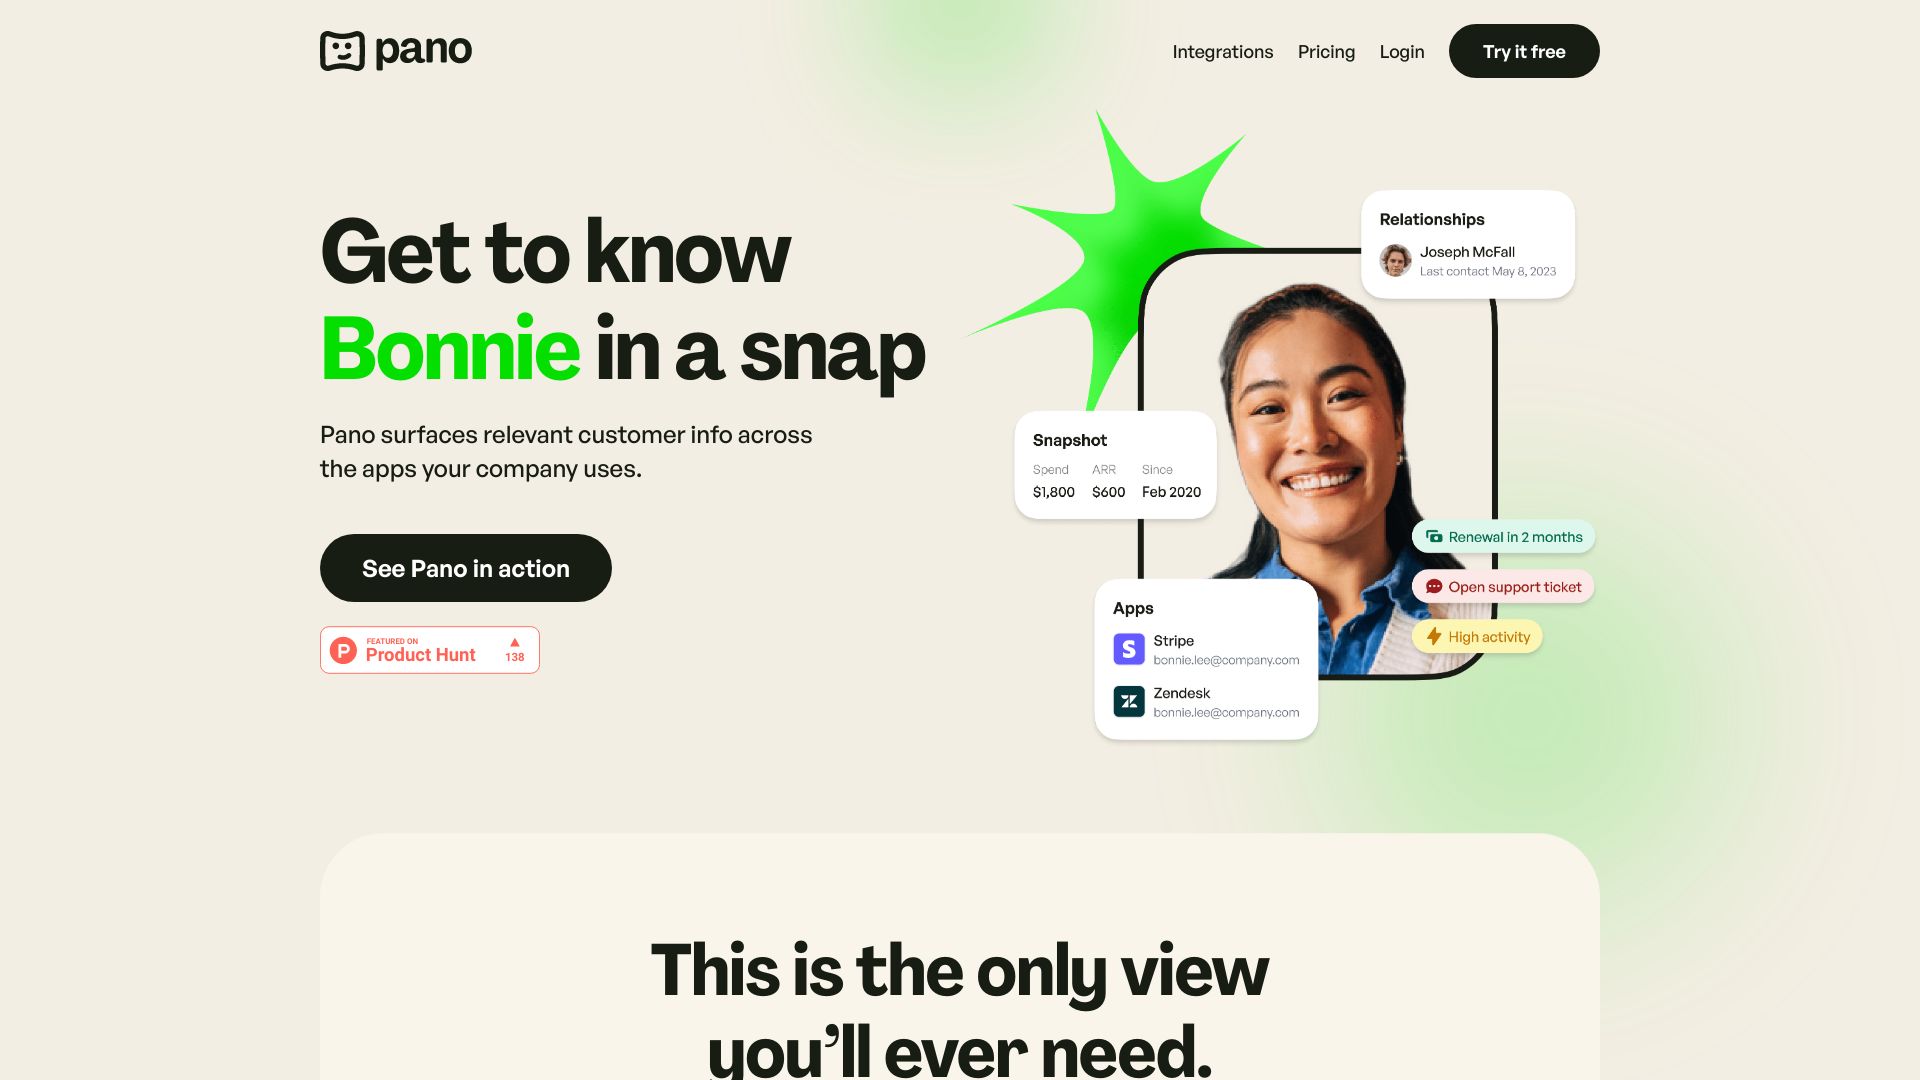 pano
Integrations
Pricing
Login
Try it free
Get to know
Bonnie in a snap
Pano surfaces relevant customer info across
the apps your company uses.
See Pano in action
FEATURED ON
Product Hunt
138
Relationships
Joseph McFall
Last contact May 8, 2023
Snapshot
Spend ARR Since
$1,800 $600 Feb 2020
Renewal in 2 months
Open support ticket
High activity
Apps
Stripe
bonnie.lee@company.com
Zendesk
bonnie.lee@company.com
This is the only view
you’ll ever need.